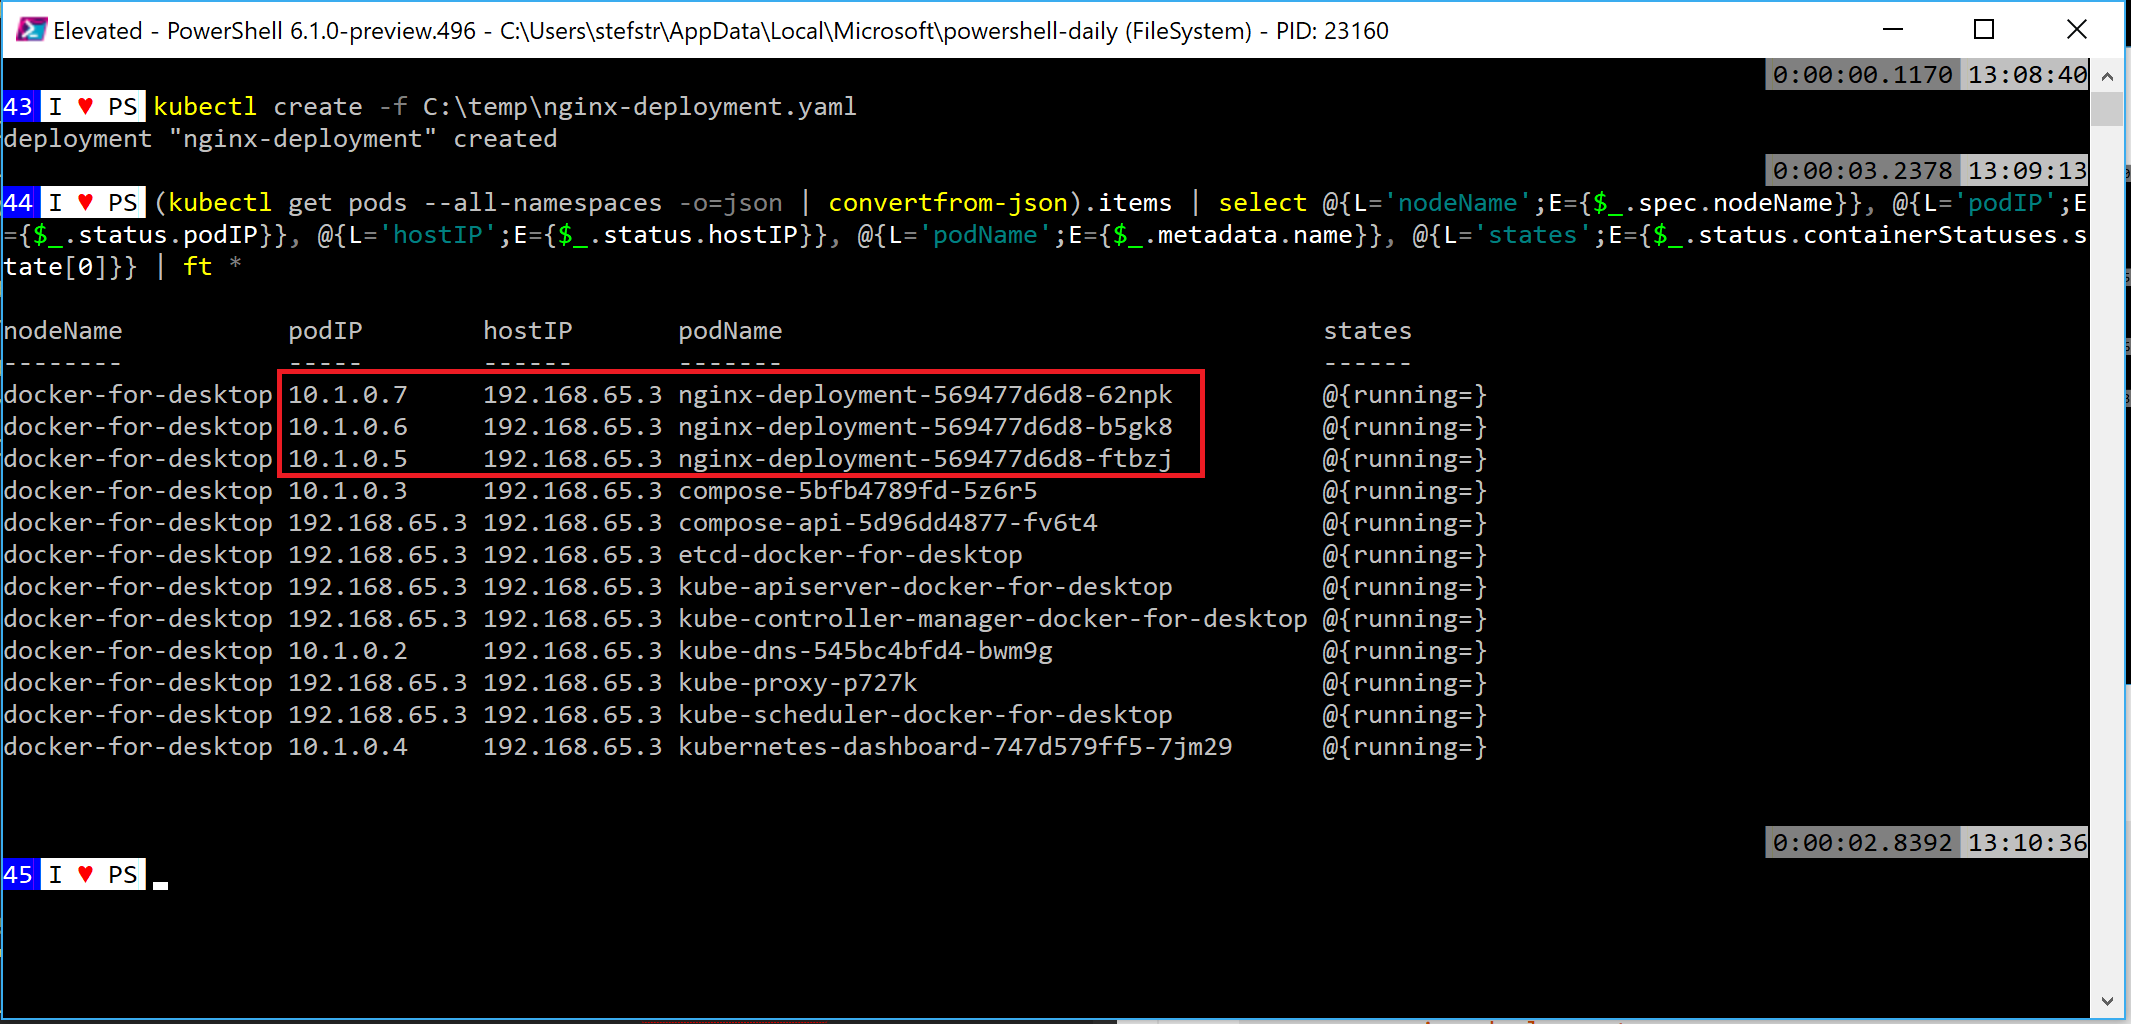 Elevated - PowerShell 6.1.0-preview.496 - C:\Users\stefstr\AppData\Local\Microsoft\powershell-daily (FileSystem) - PID: 23160
0:00:00.1170 13:08:40
43 I ♥ PS kubectl create -f C:\temp\nginx-deployment.yaml
deployment "nginx-deployment" created
0:00:03.2378 13:09:13
44 I ♥ PS (kubectl get pods --all-namespaces -o=json | convertfrom-json).items | select @{L='nodeName';E={$_.spec.nodeName}}, @{L='podIP';E
={$_.status.podIP}}, @{L='hostIP';E={$_.status.hostIP}}, @{L='podName';E={$_.metadata.name}}, @{L='states';E={$_.status.containerStatuses.s
tate[0]}} | ft *
nodeName podIP hostIP podName states
-------- ----- ------ ------- ------
docker-for-desktop 10.1.0.7 192.168.65.3 nginx-deployment-569477d6d8-62npk @{running=}
docker-for-desktop 10.1.0.6 192.168.65.3 nginx-deployment-569477d6d8-b5gk8 @{running=}
docker-for-desktop 10.1.0.5 192.168.65.3 nginx-deployment-569477d6d8-ftbzj @{running=}
docker-for-desktop 10.1.0.3 192.168.65.3 compose-5bfb4789fd-5z6r5 @{running=}
docker-for-desktop 192.168.65.3 192.168.65.3 compose-api-5d96dd4877-fv6t4 @{running=}
docker-for-desktop 192.168.65.3 192.168.65.3 etcd-docker-for-desktop @{running=}
docker-for-desktop 192.168.65.3 192.168.65.3 kube-apiserver-docker-for-desktop @{running=}
docker-for-desktop 192.168.65.3 192.168.65.3 kube-controller-manager-docker-for-desktop @{running=}
docker-for-desktop 10.1.0.2 192.168.65.3 kube-dns-545bc4bfd4-bwm9g @{running=}
docker-for-desktop 192.168.65.3 192.168.65.3 kube-proxy-p727k @{running=}
docker-for-desktop 192.168.65.3 192.168.65.3 kube-scheduler-docker-for-desktop @{running=}
docker-for-desktop 10.1.0.4 192.168.65.3 kubernetes-dashboard-747d579ff5-7jm29 @{running=}
0:00:02.8392 13:10:36
45 I ♥ PS